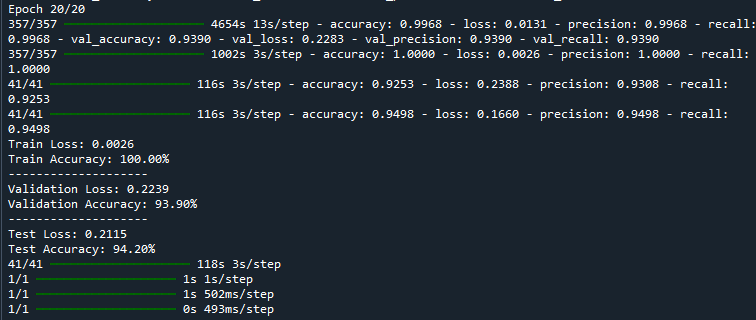 Epoch 20/20
357/357 ━━━━━━━━━━━━━━━━━━━━ 4654s 13s/step - accuracy: 0.9968 - loss: 0.0131 - precision: 0.9968 - recall:
0.9968 - val_accuracy: 0.9390 - val_loss: 0.2283 - val_precision: 0.9390 - val_recall: 0.9390
357/357 ━━━━━━━━━━━━━━━━━━━━ 1002s 3s/step - accuracy: 1.0000 - loss: 0.0026 - precision: 1.0000 - recall:
1.0000
41/41 ━━━━━━━━━━━━━━━━━━━━ 116s 3s/step - accuracy: 0.9253 - loss: 0.2388 - precision: 0.9308 - recall:
0.9253
41/41 ━━━━━━━━━━━━━━━━━━━━ 116s 3s/step - accuracy: 0.9498 - loss: 0.1660 - precision: 0.9498 - recall:
0.9498
Train Loss: 0.0026
Train Accuracy: 100.00%
--------------------
Validation Loss: 0.2239
Validation Accuracy: 93.90%
--------------------
Test Loss: 0.2115
Test Accuracy: 94.20%
41/41 ━━━━━━━━━━━━━━━━━━━━ 118s 3s/step
1/1 ━━━━━━━━━━━━━━━━━━━━ 1s 1s/step
1/1 ━━━━━━━━━━━━━━━━━━━━ 1s 502ms/step
1/1 ━━━━━━━━━━━━━━━━━━━━ 0s 493ms/step